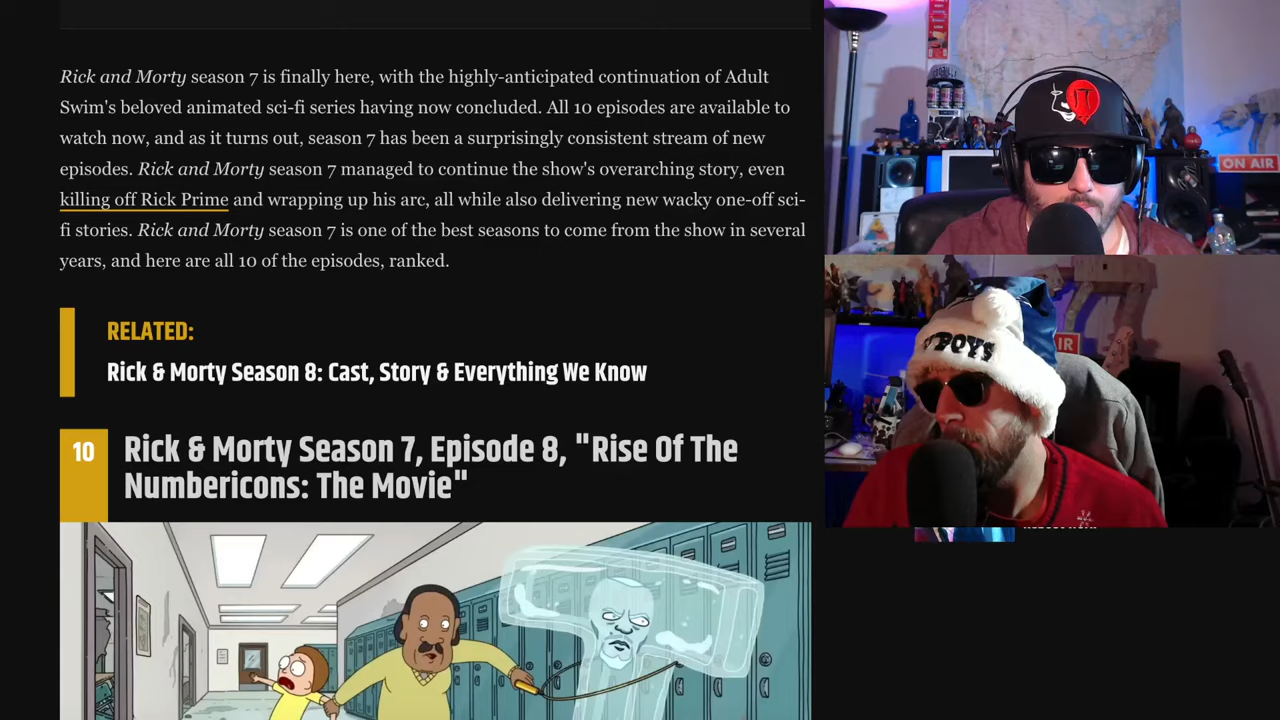 Rick and Morty season 7 is finally here, with the highly-anticipated continuation of Adult
Swim's beloved animated sci-fi series having now concluded. All 10 episodes are available to
watch now, and as it turns out, season 7 has been a surprisingly consistent stream of new
episodes. Rick and Morty season 7 managed to continue the show's overarching story, even
killing off Rick Prime and wrapping up his arc, all while also delivering new wacky one-off sci-
fi stories. Rick and Morty season 7 is one of the best seasons to come from the show in several
years, and here are all 10 of the episodes, ranked.
RELATED:
Rick & Morty Season 8: Cast, Story & Everything We Know
10
Rick & Morty Season 7, Episode 8, "Rise Of The
Numbericons: The Movie"
ON AIR
BOYS
IR